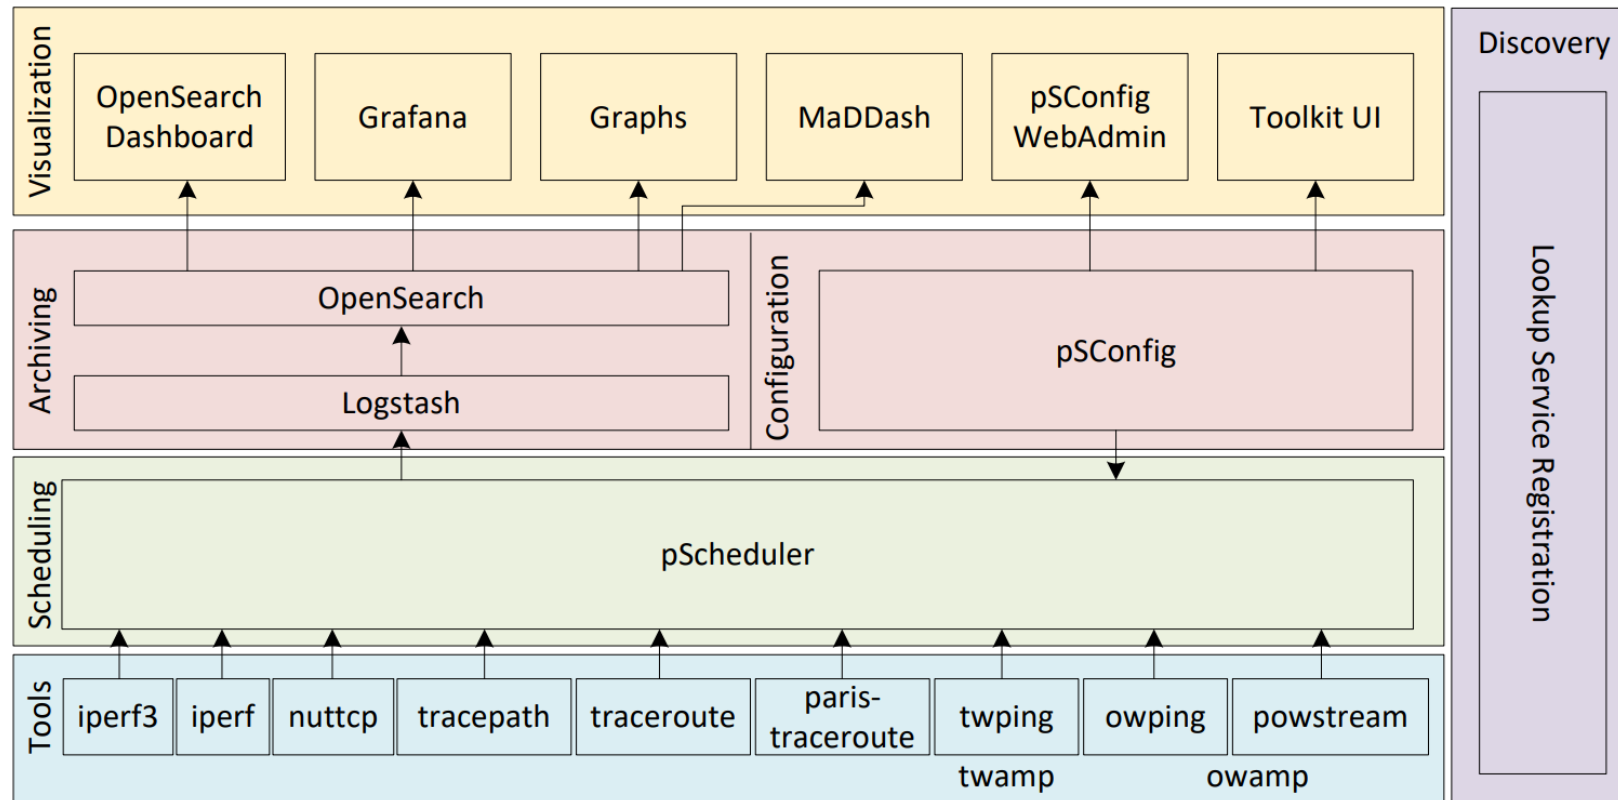 Visualization
OpenSearch
Dashboard
Grafana
Graphs
MaDDash
pSConfig
WebAdmin
Toolkit UI
Archiving
OpenSearch
Logstash
Configuration
pSConfig
Scheduling
pScheduler
Tools
iperf3
iperf
nuttcp
tracepath
traceroute
paris-
traceroute
twping
owping
powstream
twamp
owamp
Discovery
Lookup Service Registration